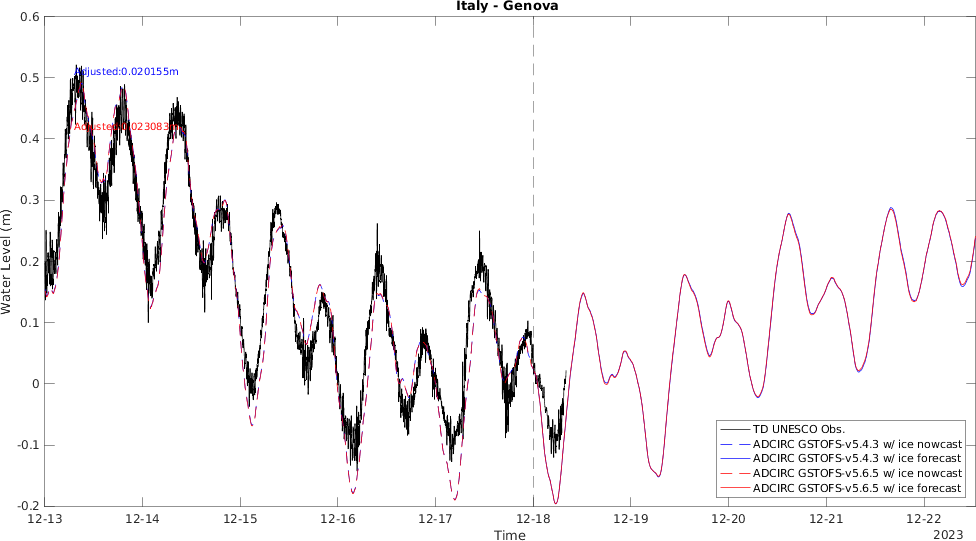 Italy - Genova
Water Level (m)
0.6
0.5
0.4
0.3
0.2
0.1
0
-0.1
-0.2
Adjusted:0.020155m
12-13
12-14
12-15
12-16
12-17
12-18
12-19
12-20
12-21
12-22
Time
2023
TD UNESCO Obs.
ADCIRC GSTOFS-v5.4.3 w/ ice nowcast
ADCIRC GSTOFS-v5.4.3 w/ ice forecast
ADCIRC GSTOFS-v5.6.5 w/ ice nowcast
ADCIRC GSTOFS-v5.6.5 w/ ice forecast